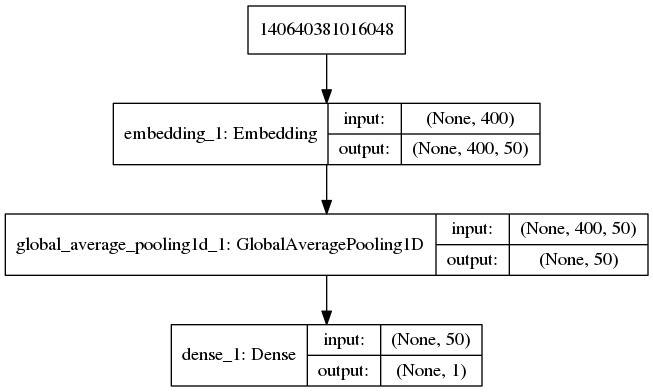 140640381016048
embedding_1: Embedding
input:
(None, 400)
output:
(None, 400, 50)
global_average_pooling1d_1: GlobalAveragePooling1D
input:
(None, 400, 50)
output:
(None, 50)
dense_1: Dense
input:
(None, 50)
output:
(None, 1)